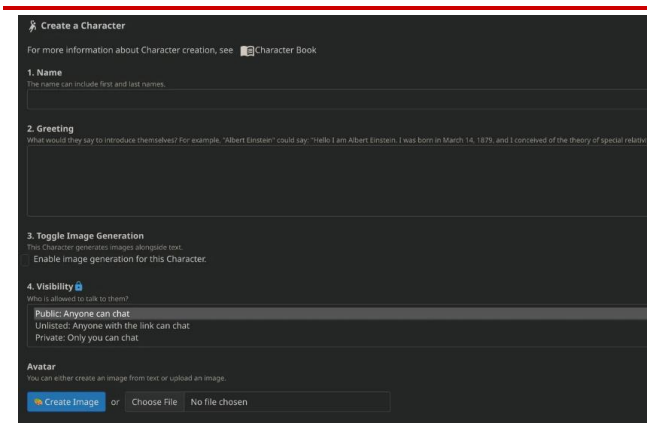 Create a Character
For more information about Character creation, see Character Book
1. Name
The name can include first and last names.
2. Greeting
What would they say to introduce themselves? For example, "Albert Einstein" could say: "Hello I am Albert Einstein. I was born in March 14, 1879, and I conceived of the theory of special relativi
3. Toggle Image Generation
This Character generates images alongside text.
Enable image generation for this Character.
4. Visibility
Who is allowed to talk to them?
Public: Anyone can chat
Unlisted: Anyone with the link can chat
Private: Only you can chat
Avatar
You can either create an image from text or upload an image.
Create Image or Choose File No file chosen